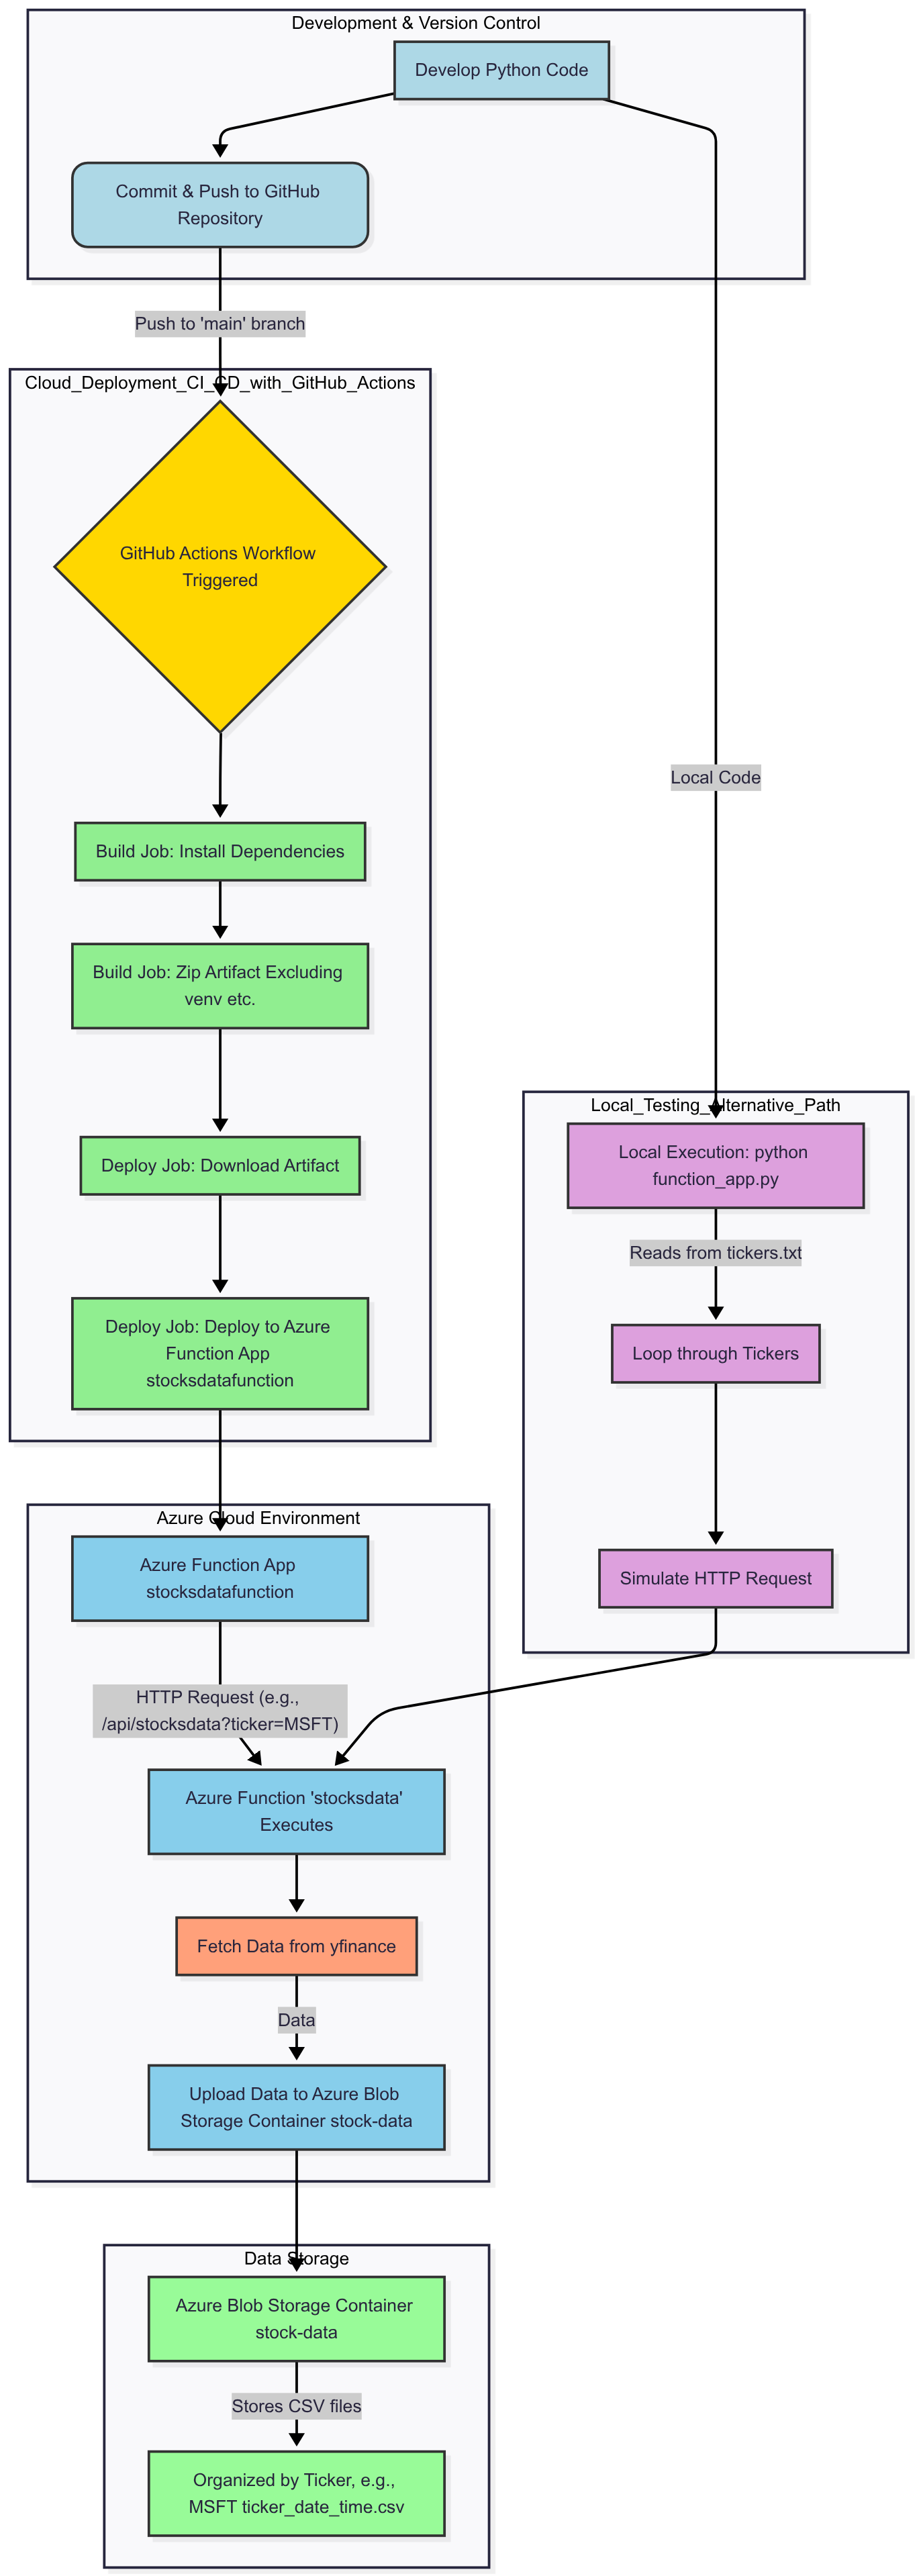 Development & Version Control
Develop Python Code
Commit & Push to GitHub
Repository
Push to 'main' branch
Cloud_Deployment_CI_CD_with_GitHub_Actions
GitHub Actions Workflow
Triggered
Local Code
Build Job: Install Dependencies
Build Job: Zip Artifact Excluding
venv etc.
Deploy Job: Download Artifact
Deploy Job: Deploy to Azure
Function App
stocksdatafunction
Local_Testing_Alternative_Path
Local Execution: python
function_app.py
Reads from tickers.txt
Loop through Tickers
Simulate HTTP Request
Azure Cloud Environment
Azure Function App
stocksdatafunction
HTTP Request (e.g.,
/api/stocksdata?ticker=MSFT)
Azure Function 'stocksdata'
Executes
Fetch Data from yfinance
Data
Upload Data to Azure Blob
Storage Container stock-data
Data Storage
Azure Blob Storage Container
stock-data
Stores CSV files
Organized by Ticker, e.g.,
MSFT ticker_date_time.csv